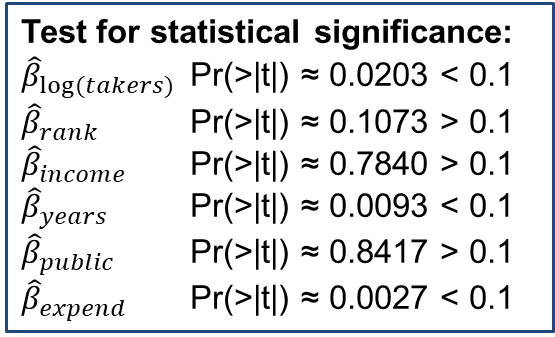 Test for statistical significance:
β̂log(takers) Pr(>|t|) ≈ 0.0203 < 0.1
β̂rank Pr(>|t|) ≈ 0.1073 > 0.1
β̂income Pr(>|t|) ≈ 0.7840 > 0.1
β̂years Pr(>|t|) ≈ 0.0093 < 0.1
β̂public Pr(>|t|) ≈ 0.8417 > 0.1
β̂expend Pr(>|t|) ≈ 0.0027 < 0.1